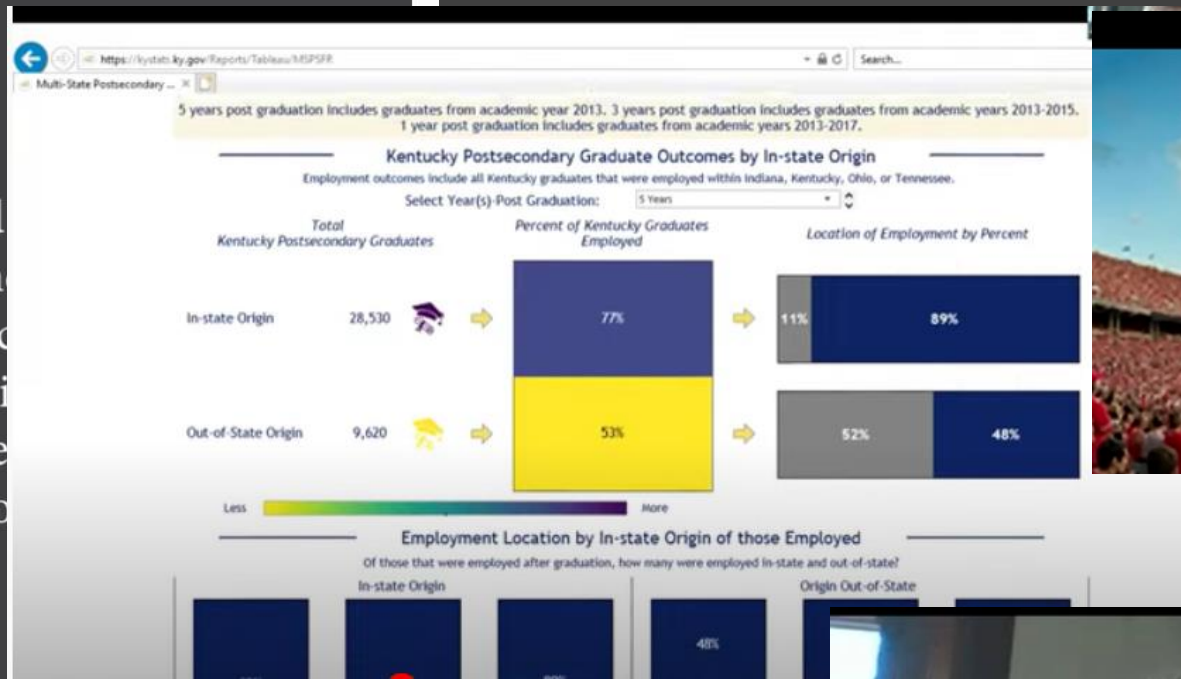 https://kystats.ky.gov/Reports/Tableau/MSPSFR
Search...
Multi-State Postsecondary ...
5 years post graduation includes graduates from academic year 2013. 3 years post graduation includes graduates from academic years 2013-2015.
1 year post graduation includes graduates from academic years 2013-2017.
Kentucky Postsecondary Graduate Outcomes by In-state Origin
Employment outcomes include all Kentucky graduates that were employed within Indiana, Kentucky, Ohio, or Tennessee.
Select Year(s)-Post Graduation: 5 Years
Total
Kentucky Postsecondary Graduates
Percent of Kentucky Graduates
Employed
Location of Employment by Percent
In-state Origin 28,530 77% 11% 89%
Out-of-State Origin 9,620 53% 52% 48%
Less More
Employment Location by In-state Origin of those Employed
Of those that were employed after graduation, how many were employed in-state and out-of-state?
In-state Origin Origin Out-of-State
48%